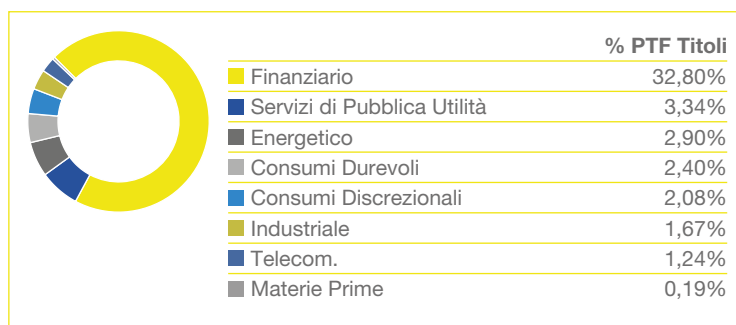 % PTF Titoli
Finanziario 32,80%
Servizi di Pubblica Utilità 3,34%
Energetico 2,90%
Consumi Durevoli 2,40%
Consumi Discrezionali 2,08%
Industriale 1,67%
Telecom. 1,24%
Materie Prime 0,19%